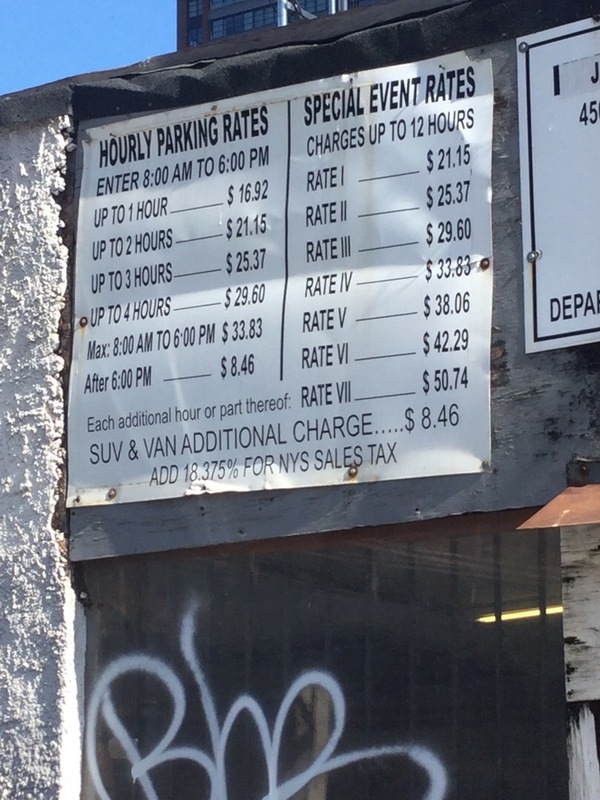 HOURLY PARKING RATES
ENTER 8:00 AM TO 6:00 PM
UP TO 1 HOUR $ 16.92
UP TO 2 HOURS $ 21.15
UP TO 3 HOURS $ 25.37
UP TO 4 HOURS $ 29.60
Max: 8:00 AM TO 6:00 PM $ 33.83
After 6:00 PM $ 8.46
Each additional hour or part thereof:
SPECIAL EVENT RATES
CHARGES UP TO 12 HOURS
RATE I $ 21.15
RATE II $ 25.37
RATE III $ 29.60
RATE IV $ 33.83
RATE V $ 38.06
RATE VI $ 42.29
RATE VII $ 50.74
SUV & VAN ADDITIONAL CHARGE.....$ 8.46
ADD 18.375% FOR NYS SALES TAX
J
450
DEPAR